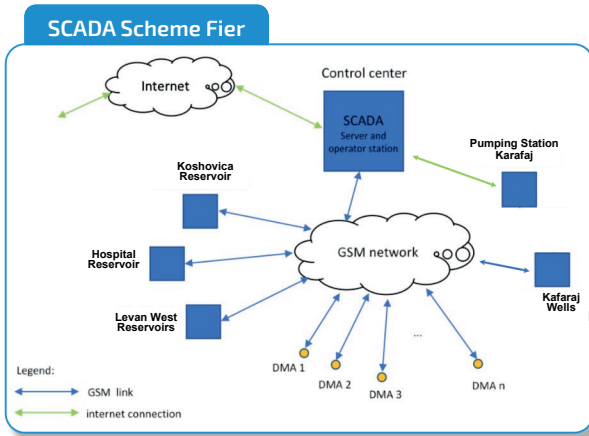 SCADA Scheme Fier
Internet
Control center
SCADA
Server and
operator station
Pumping Station
Karafaj
Koshovica
Reservoir
Hospital
Reservoir
GSM network
Levan West
Reservoirs
Kafaraj
Wells
...
DMA 1
DMA 2
DMA 3
DMA n
Legend:
GSM link
internet connection